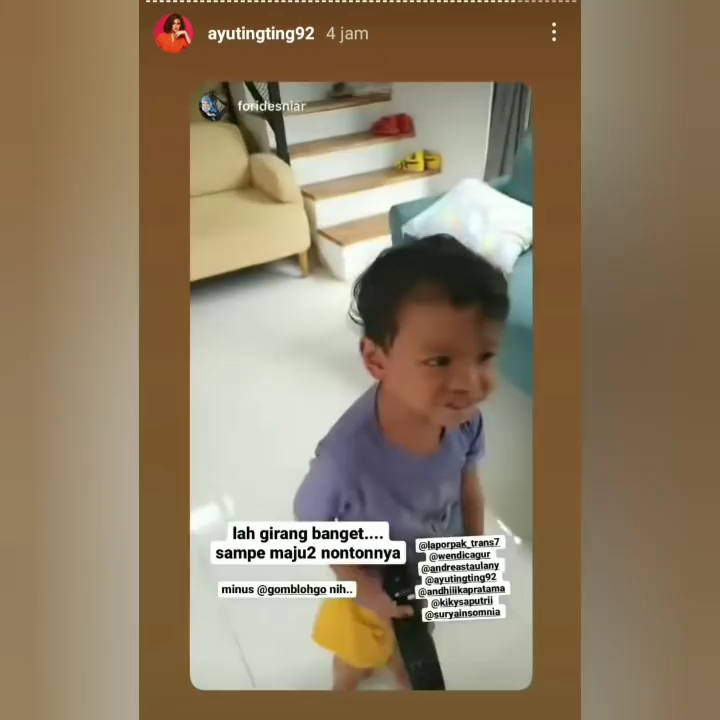 ayutingting92 4 jam
foridesniar
lah girang banget....
sampe maju2 nontonnya
minus @gomblohgo nih..
@laporpak_trans7
@wendicagur
@andreastaulany
@ayutingting92
@andhiiikapratama
@kikysaputrii
@suryainsomnia